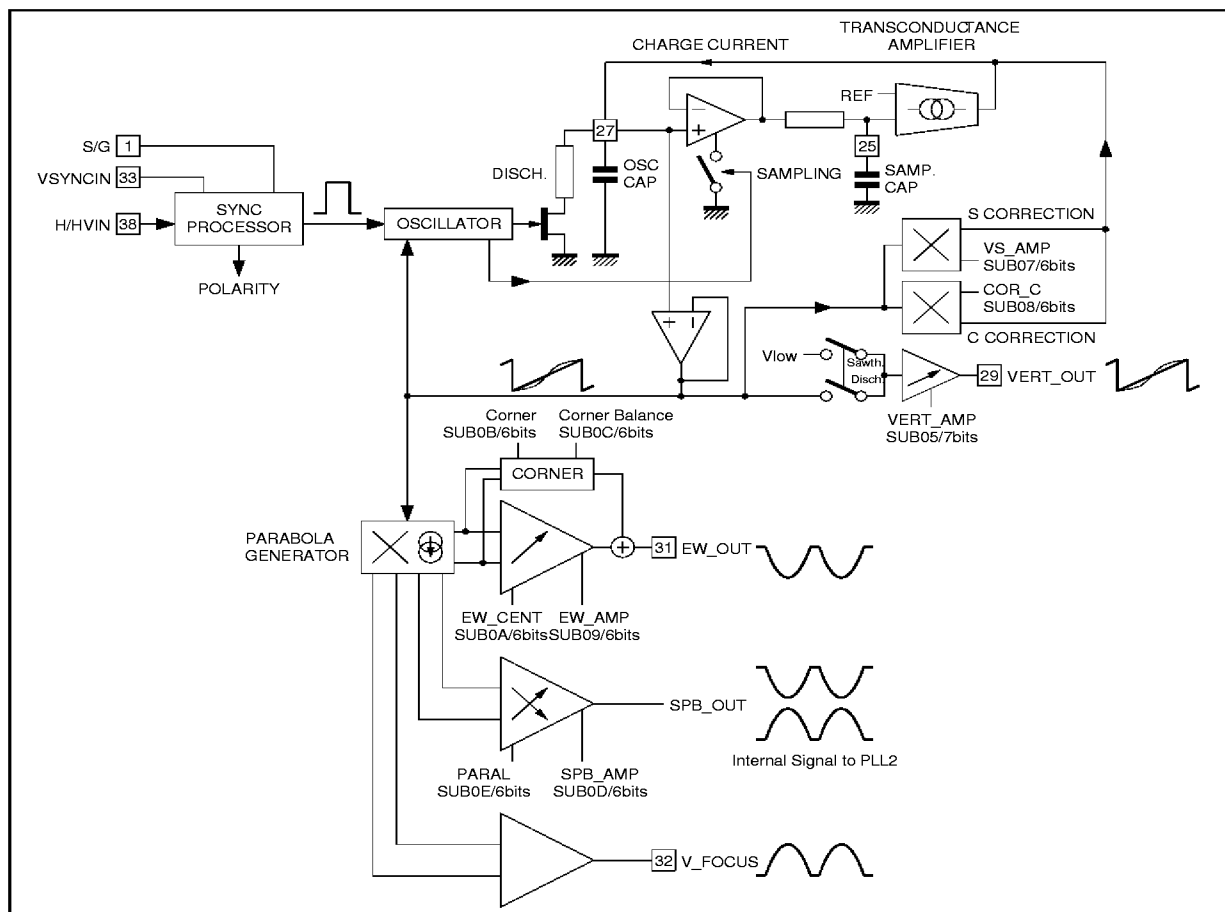 TRANSCONDUCTANCE
AMPLIFIER
CHARGE CURRENT
REF
S/G 1
VSYNCIN 33
H/HVIN 38
SYNC
PROCESSOR
POLARITY
OSCILLATOR
DISCH.
27
OSC
CAP
−
+
SAMPLING
25
SAMP.
CAP
S CORRECTION
VS_AMP
SUB07/6bits
COR_C
SUB08/6bits
C CORRECTION
+ −
Vlow
Sawth.
Disch.
29 VERT_OUT
VERT_AMP
SUB05/7bits
Corner
SUB0B/6bits
Corner Balance
SUB0C/6bits
CORNER
PARABOLA
GENERATOR
+
31 EW_OUT
EW_CENT
SUB0A/6bits
EW_AMP
SUB09/6bits
SPB_OUT
Internal Signal to PLL2
PARAL
SUB0E/6bits
SPB_AMP
SUB0D/6bits
32 V_FOCUS